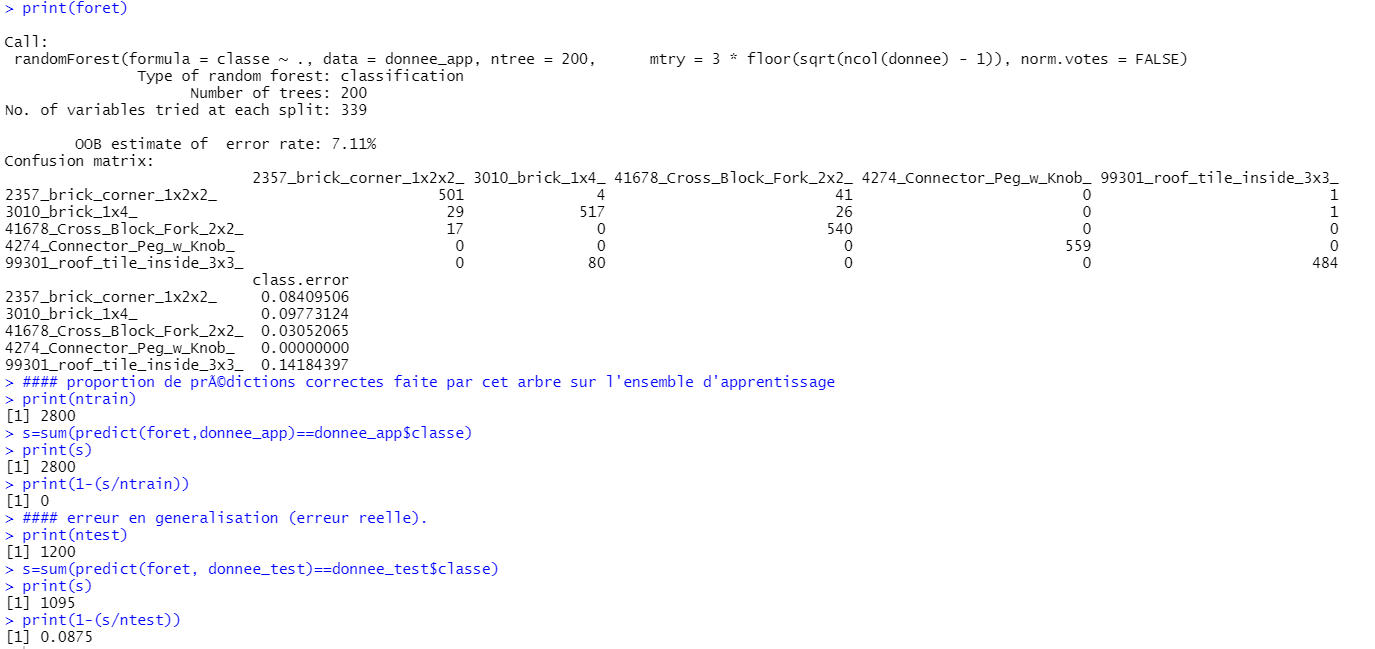 > print(foret)
Call:
 randomForest(formula = classe ~ ., data = donnee_app, ntree = 200,      mtry = 3 * floor(sqrt(ncol(donnee) - 1)), norm.votes = FALSE)
               Type of random forest: classification
                     Number of trees: 200
No. of variables tried at each split: 339
        OOB estimate of  error rate: 7.11%
Confusion matrix:
                            2357_brick_corner_1x2x2_ 3010_brick_1x4_ 41678_Cross_Block_Fork_2x2_ 4274_Connector_Peg_w_Knob_ 99301_roof_tile_inside_3x3_
2357_brick_corner_1x2x2_                         501               4                          41                          0                           1
3010_brick_1x4_                                   29             517                          26                          0                           1
41678_Cross_Block_Fork_2x2_                       17               0                         540                          0                           0
4274_Connector_Peg_w_Knob_                         0               0                           0                        559                           0
99301_roof_tile_inside_3x3_                        0              80                           0                          0                         484
                            class.error
2357_brick_corner_1x2x2_     0.08409506
3010_brick_1x4_              0.09773124
41678_Cross_Block_Fork_2x2_  0.03052065
4274_Connector_Peg_w_Knob_   0.00000000
99301_roof_tile_inside_3x3_  0.14184397
> #### proportion de prÃ©dictions correctes faite par cet arbre sur l'ensemble d'apprentissage
> print(ntrain)
[1] 2800
> s=sum(predict(foret,donnee_app)==donnee_app$classe)
> print(s)
[1] 2800
> print(1-(s/ntrain))
[1] 0
> #### erreur en generalisation (erreur reelle).
> print(ntest)
[1] 1200
> s=sum(predict(foret, donnee_test)==donnee_test$classe)
> print(s)
[1] 1095
> print(1-(s/ntest))
[1] 0.0875